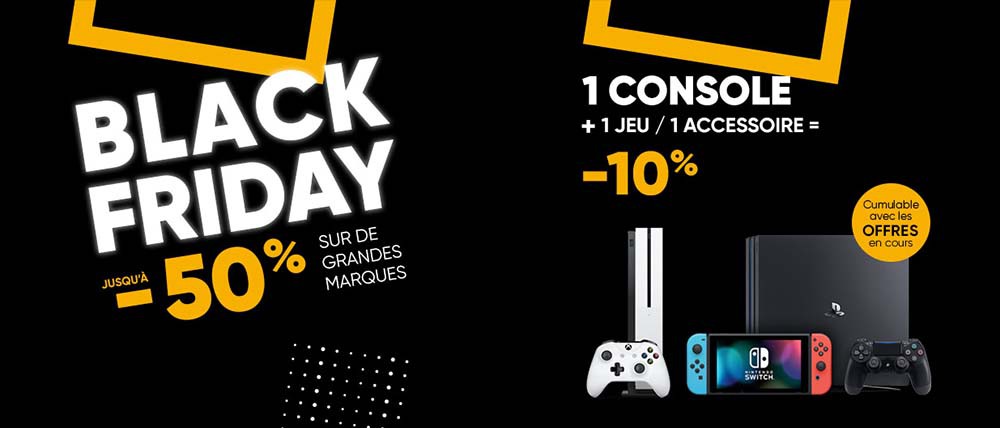 BLACK
FRIDAY
JUSQU'À
-50%
SUR DE
GRANDES
MARQUES
1 CONSOLE
+ 1 JEU / 1 ACCESSOIRE =
-10%
Cumulable
avec les
OFFRES
en cours
NINTENDO
SWITCH